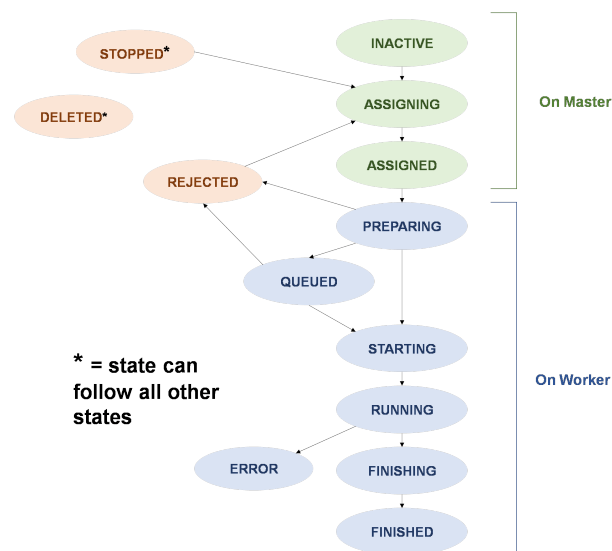 INACTIVE
STOPPED*
ASSIGNING
On Master
DELETED*
ASSIGNED
REJECTED
PREPARING
QUEUED
STARTING
* = state can
follow all other
states
On Worker
RUNNING
ERROR
FINISHING
FINISHED